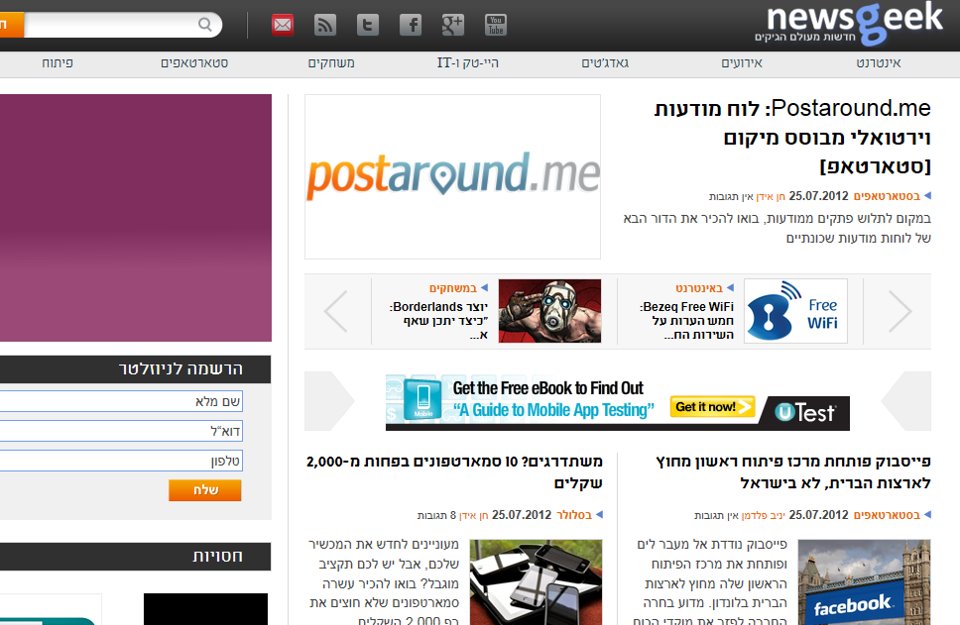 newsgeek
חדשות מעולם הגיקים
You Tube
אינטרנט אירועים גאדג'טים היי-טק ו-IT משחקים סטארטאפים פיתוח
Postaround.me: לוח מודעות
וירטואלי מבוסס מיקום
[סטארטאפ]
בסטארטאפים 25.07.2012 חן אידן אין תגובות
במקום לתלוש פתקים ממודעות, בואו להכיר את הדור הבא
של לוחות מודעות שכונתיים
postaround.me
Free
WiFi
באינטרנט
Bezeq Free WiFi:
חמש הערות על
השירות הח...
במשחקים
יוצר Borderlands:
"כיצד יתכן שאף
א...
Get the Free eBook to Find Out
"A Guide to Mobile App Testing"
Mobile
Get it now!
uTest
פייסבוק פותחת מרכז פיתוח ראשון מחוץ
לארצות הברית, לא בישראל
בסטארטאפים 25.07.2012 יניב פלדמן אין תגובות
פייסבוק נודדת אל מעבר לים
ופותחת את מרכז הפיתוח
הראשון שלה מחוץ לארצות
הברית בלונדון. מדוע בחרה
החברה לפזר את מוקדי הכוח
facebook
משתדרגים? 10 סמארטפונים בפחות מ-2,000
שקלים
בסלולר 25.07.2012 חן אידן 8 תגובות
מעוניינים לחדש את המכשיר
שלכם, אבל יש לכם תקציב
מוגבל? בואו להכיר עשרה
סמארטפונים שלא חוצים את
רף 2,000 השקלים
הרשמה לניוזלטר
שם מלא
דוא"ל
טלפון
שלח
חסויות